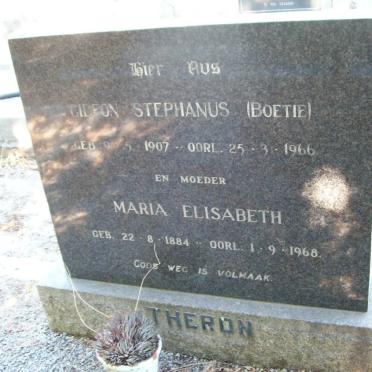 Hier Rus
GIDEON STEPHANUS (BOETIE)
GEB. 5 · 1907 ·· OORL. 25 · 3 · 1966
EN MOEDER
MARIA ELISABETH
GEB. 22 · 8 · 1884 ·· OORL. 1 · 9 · 1968.
GODS WEG IS VOLMAAK.
THERON